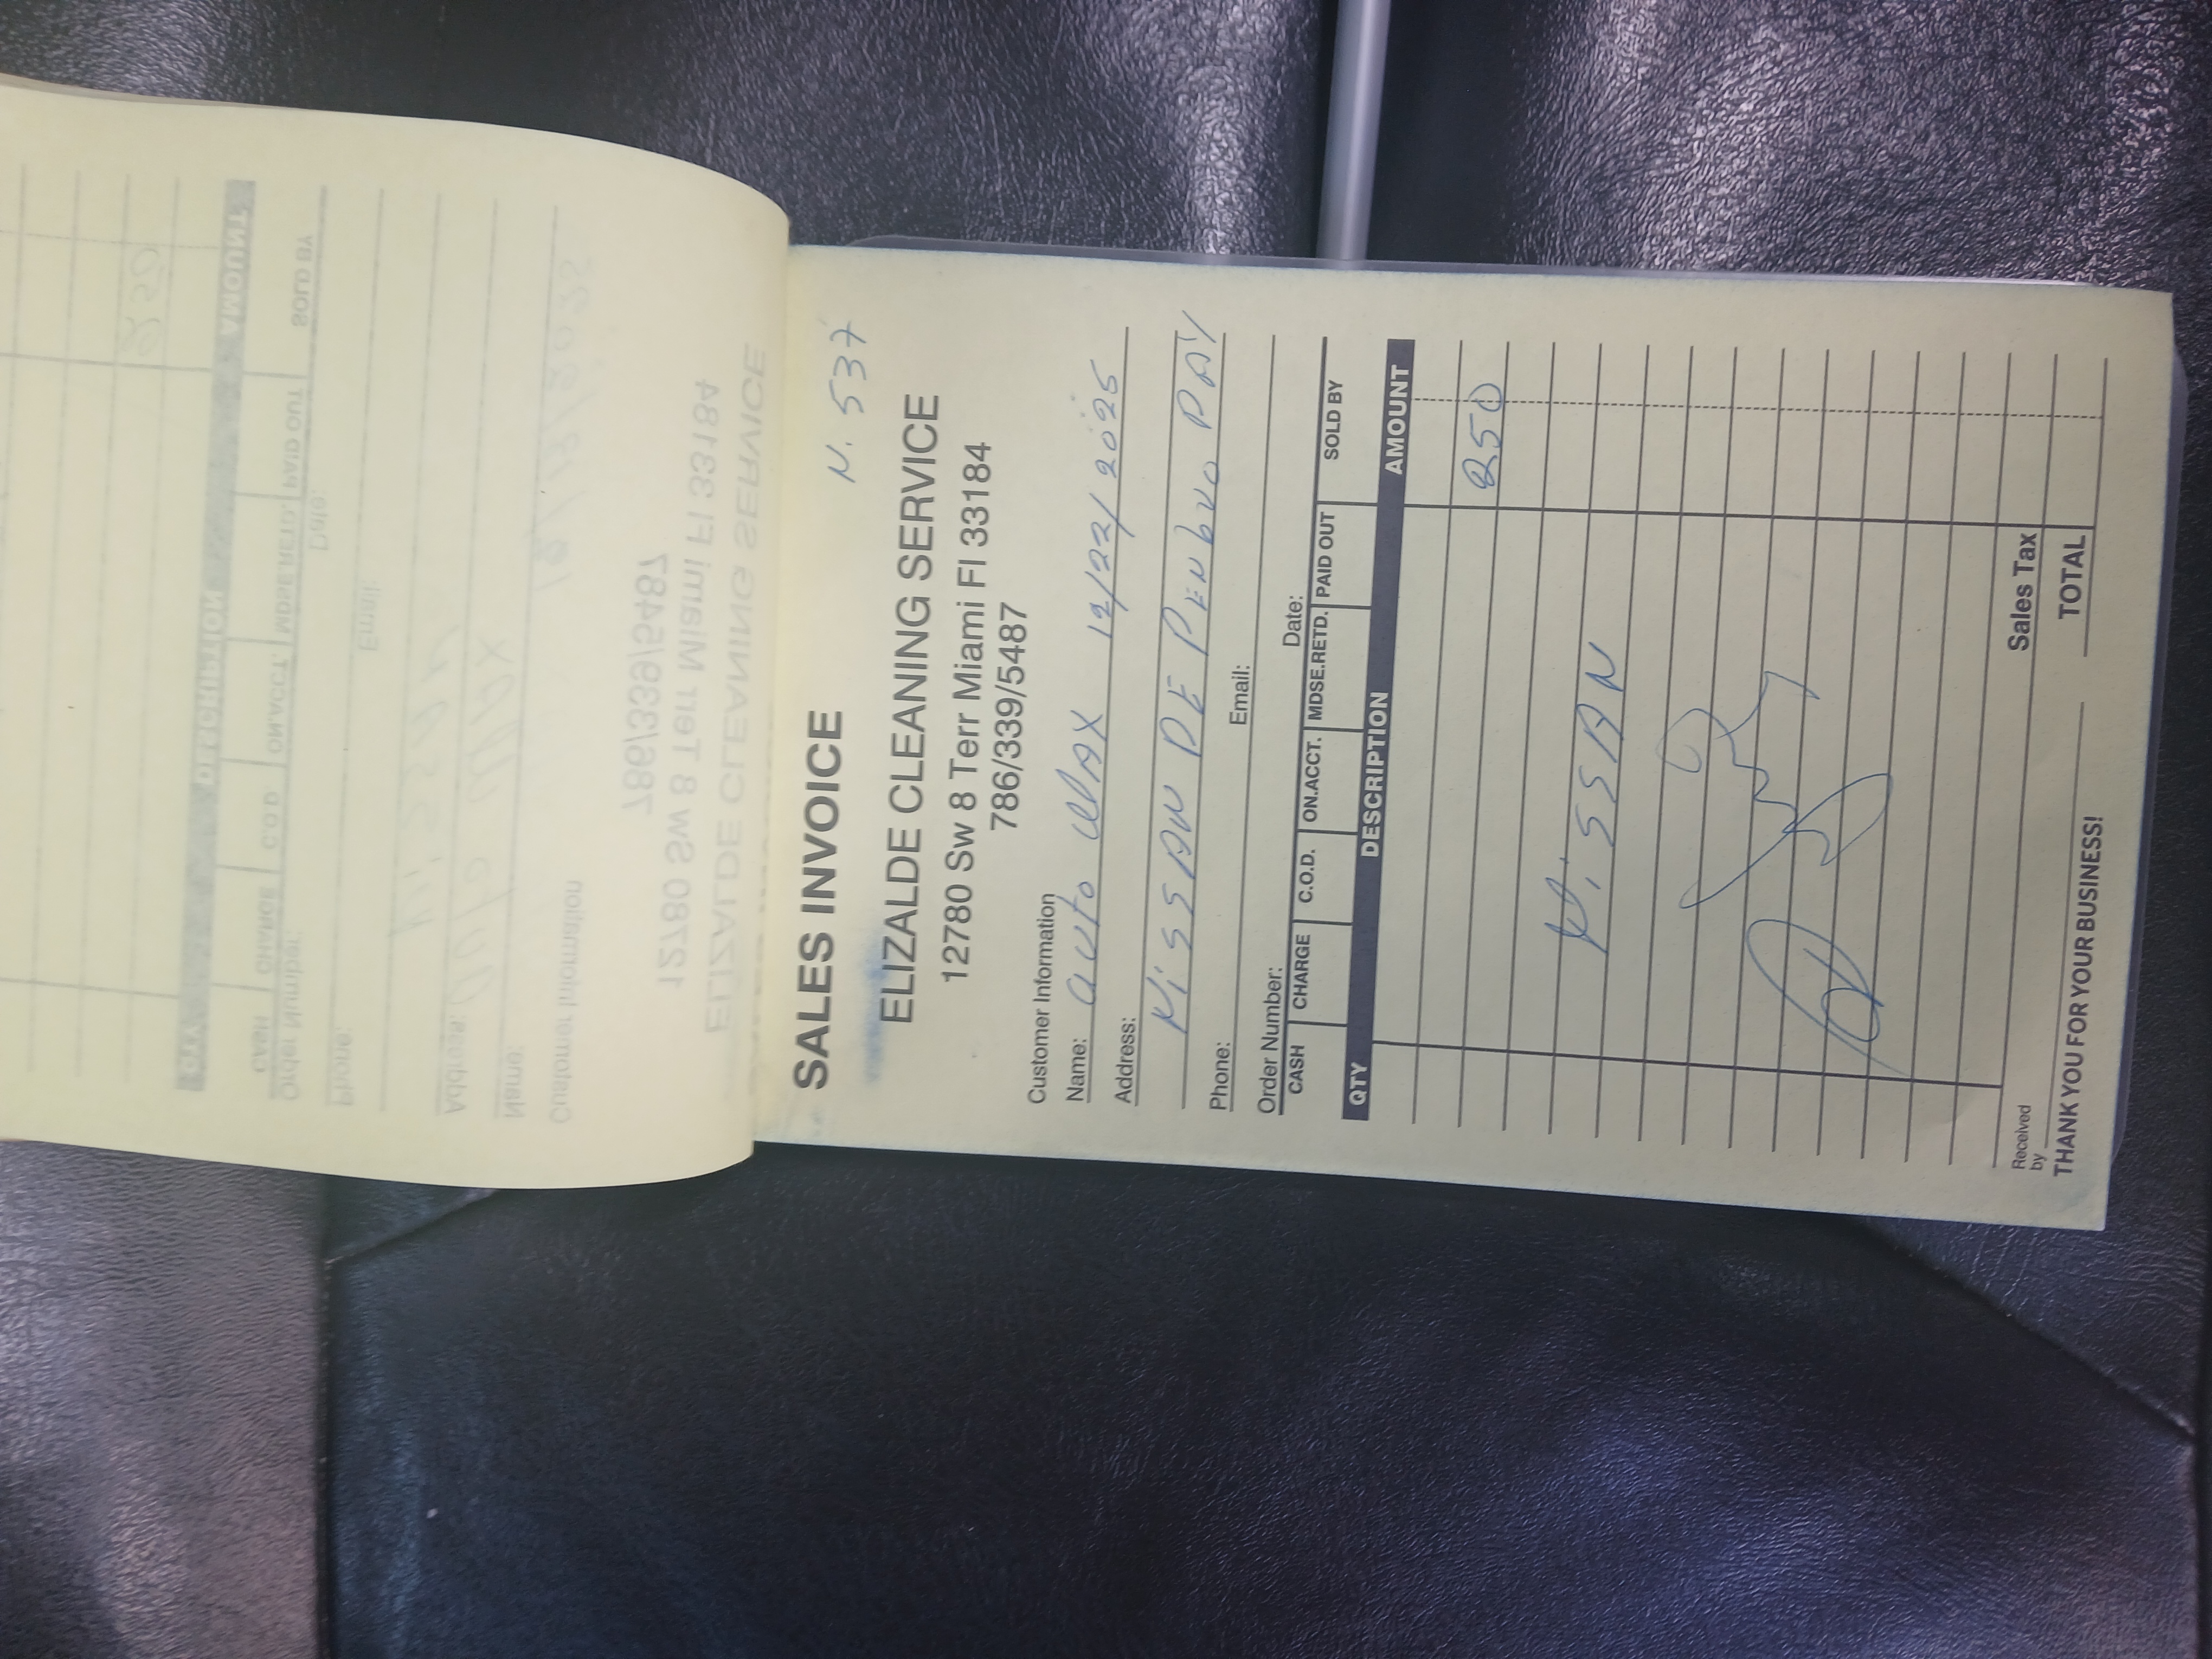 SALES INVOICE
N. 537
ELIZALDE CLEANING SERVICE
12780 Sw 8 Terr Miami Fl 33184
786/339/5487
Customer Information
Name: auto WAX 12/22/2025
Address:
NiSSAN DE PENbVO PAY
Phone: Email:
Order Number: Date:
CASH CHARGE C.O.D. ON.ACCT. MDSE.RETD. PAID OUT SOLD BY
QTY DESCRIPTION AMOUNT
250
NiSSAN
Sales Tax
Received by
TOTAL
THANK YOU FOR YOUR BUSINESS!